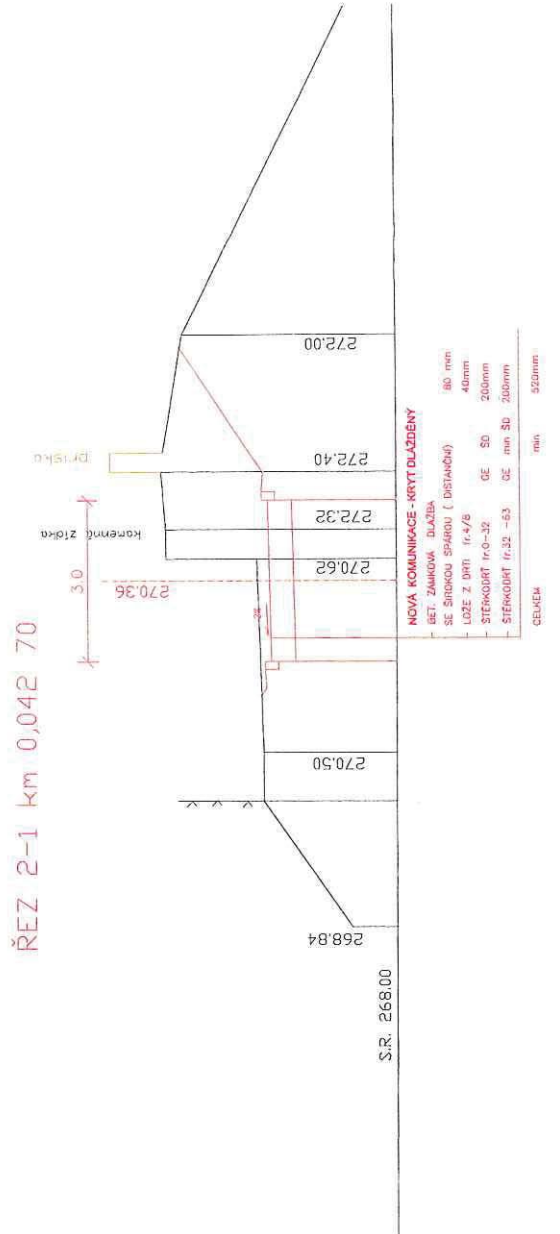 ŘEZ 2-1 km 0,042 70
3.0
270.36
kamenná zídka
S.R. 268.00
268.84
270.50
270.62
272.32
272.40
272.00
2%
NOVÁ KOMUNIKACE - KRYT DLÁŽDĚNÝ
BET. ZÁMKOVÁ DLAŽBA
SE ŠIROKOU SPÁROU ( DISTANČNÍ) 80 mm
LOŽE Z DRTI fr.4/8 40mm
ŠTĚRKODRŤ fr.0-32 GE ŠD 200mm
ŠTĚRKODRŤ fr.32 -63 GE min ŠD 200mm
CELKEM min 520mm